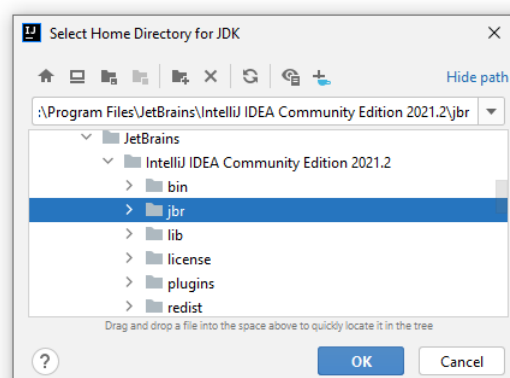 Select Home Directory for JDK
Hide path
:\Program Files\JetBrains\IntelliJ IDEA Community Edition 2021.2\jbr
JetBrains
IntelliJ IDEA Community Edition 2021.2
bin
jbr
lib
license
plugins
redist
Drag and drop a file into the space above to quickly locate it in the tree
?
OK
Cancel